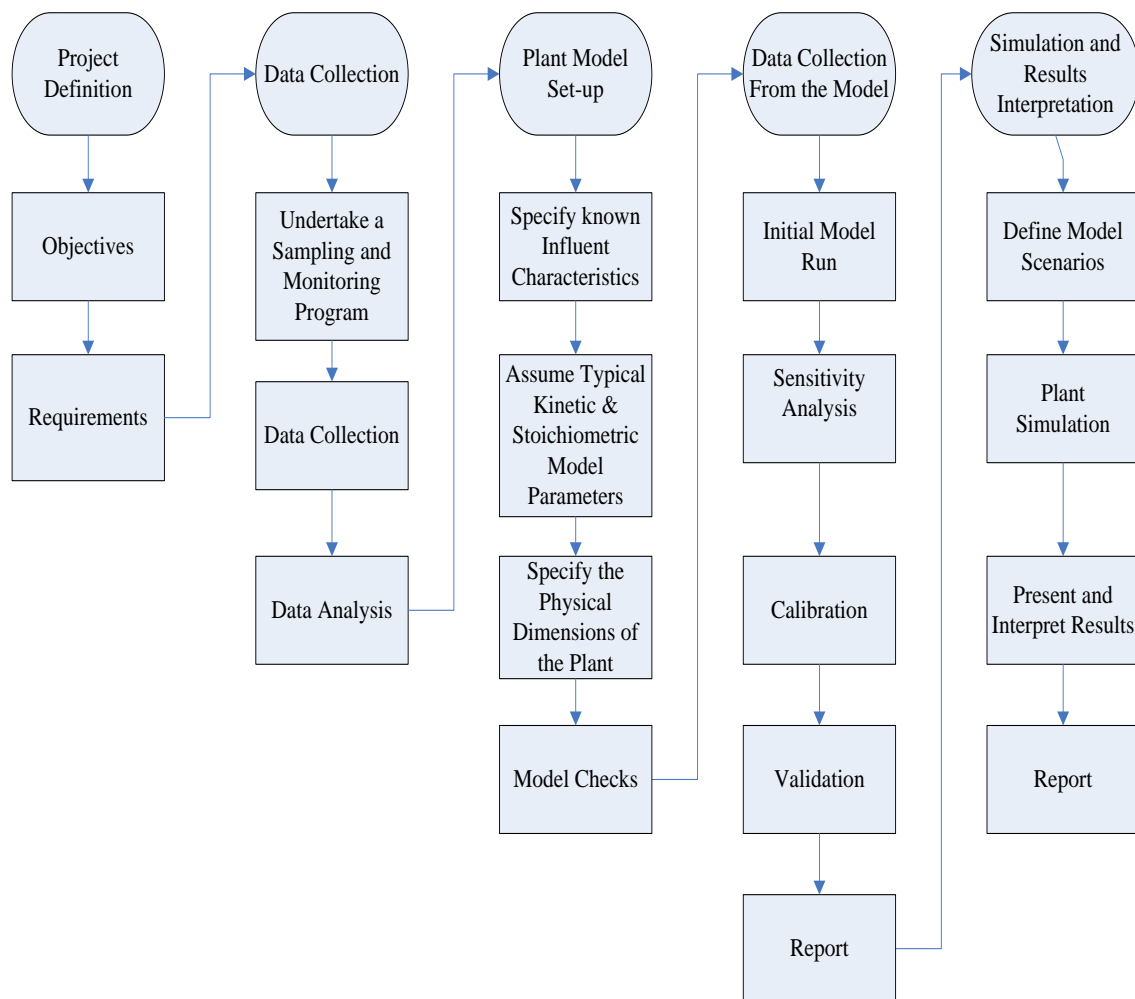 Project
Definition
Objectives
Requirements
Data Collection
Undertake a
Sampling and
Monitoring
Program
Data Collection
Data Analysis
Plant Model
Set-up
Specify known
Influent
Characteristics
Assume Typical
Kinetic &
Stoichiometric
Model
Parameters
Specify the
Physical
Dimensions of
the Plant
Model Checks
Data Collection
From the Model
Initial Model
Run
Sensitivity
Analysis
Calibration
Validation
Report
Simulation and
Results
Interpretation
Define Model
Scenarios
Plant
Simulation
Present and
Interpret Results
Report